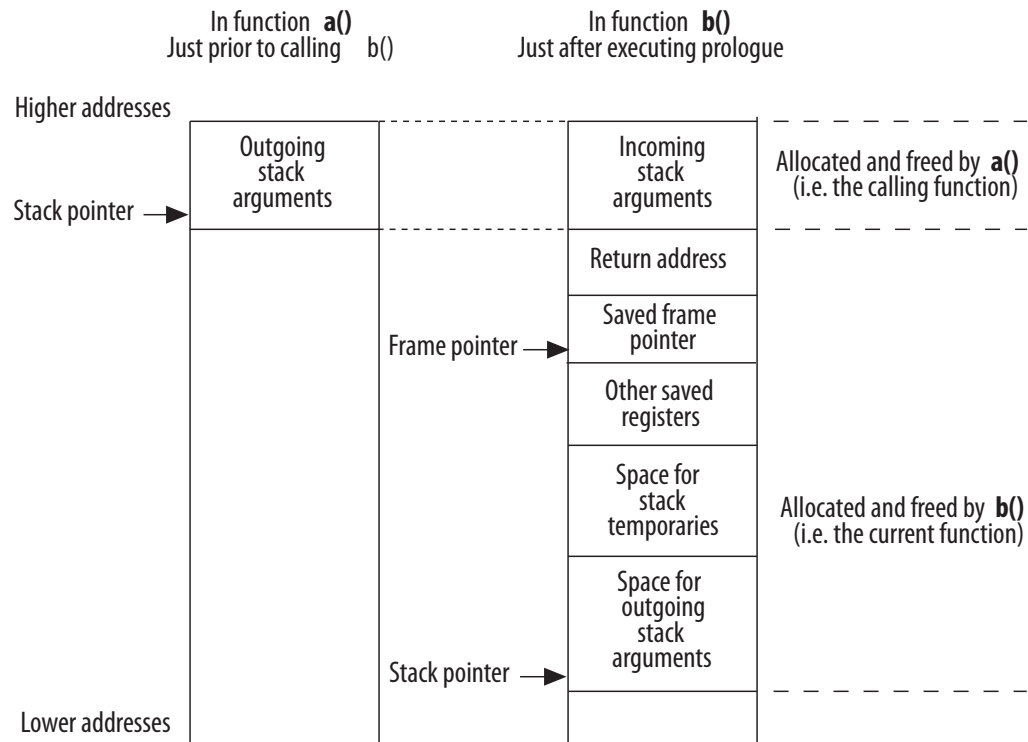 In function a()
Just prior to calling b()
In function b()
Just after executing prologue
Higher addresses
Outgoing
stack
arguments
Incoming
stack
arguments
Allocated and freed by a()
(i.e. the calling function)
Stack pointer
Return address
Saved frame
pointer
Frame pointer
Other saved
registers
Space for
stack
temporaries
Allocated and freed by b()
(i.e. the current function)
Space for
outgoing
stack
arguments
Stack pointer
Lower addresses